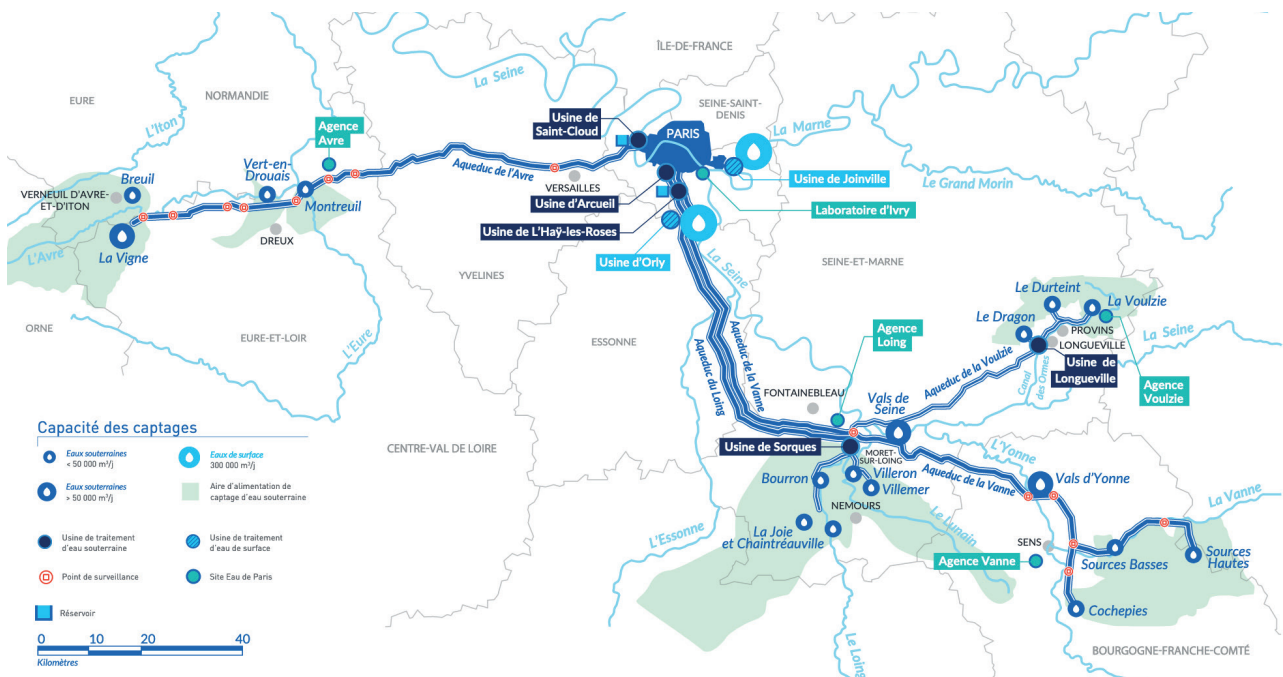 ÎLE-DE-FRANCE
La Seine
EURE
NORMANDIE
L'Iton
SEINE-SAINT-
DENIS
Usine de
Saint-Cloud
PARIS
La Marne
Agence
Avre
Vert-en-
Drouais
Breuil
Aqueduc de l'Avre
VERNEUIL D'AVRE-
ET-D'ITON
VERSAILLES
Usine de Joinville
Le Grand Morin
Montreuil
Usine d'Arcueil
Laboratoire d'Ivry
Usine de L'Haÿ-les-Roses
DREUX
L'Avre
La Vigne
Usine d'Orly
La Seine
SEINE-ET-MARNE
YVELINES
Le Durteint
La Voulzie
ORNE
EURE-ET-LOIR
L'Eure
ESSONNE
Agence
Loing
Le Dragon
PROVINS
LONGUEVILLE
La Seine
Aqueduc du Loing
Aqueduc de la Vanne
Aqueduc de la Voulzie
Canal
des Ormes
Usine de
Longueville
Agence
Voulzie
FONTAINEBLEAU
Vals de
Seine
Usine de Sorques
MORET-
SUR-LOING
L'Yonne
CENTRE-VAL DE LOIRE
Aqueduc de la Vanne
Vals d'Yonne
Bourron
Villeron
Villemer
La Vanne
NEMOURS
Le Lunain
L'Essonne
La Joie
et Chaintréauville
SENS
Agence Vanne
Sources Basses
Sources
Hautes
Cochepies
Le Loing
BOURGOGNE-FRANCHE-COMTÉ
Capacité des captages
Eaux souterraines
< 50 000 m³/j
Eaux de surface
300 000 m³/j
Eaux souterraines
> 50 000 m³/j
Aire d'alimentation de
captage d'eau souterraine
Usine de traitement
d'eau souterraine
Usine de traitement
d'eau de surface
Point de surveillance
Site Eau de Paris
Réservoir
0 10 20 40
Kilomètres